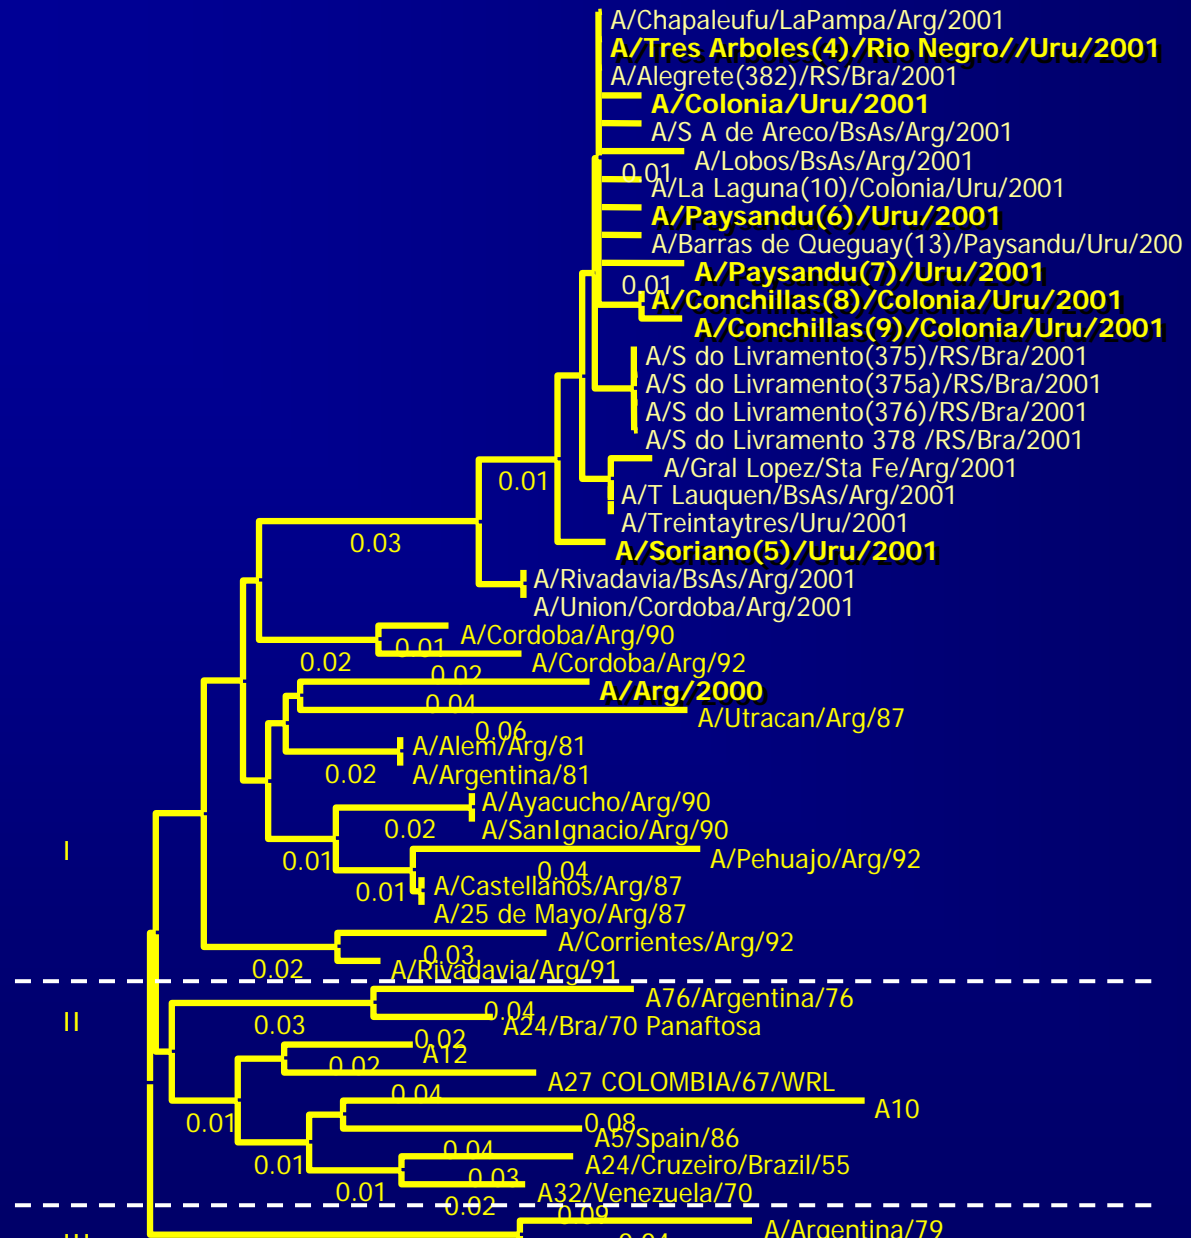 A/Chapaleufu/LaPampa/Arg/2001
A/Tres Arboles(4)/Rio Negro//Uru/2001
A/Alegrete(382)/RS/Bra/2001
A/Colonia/Uru/2001
A/S A de Areco/BsAs/Arg/2001
A/Lobos/BsAs/Arg/2001
0.01
A/La Laguna(10)/Colonia/Uru/2001
A/Paysandu(6)/Uru/2001
A/Barras de Queguay(13)/Paysandu/Uru/200
A/Paysandu(7)/Uru/2001
0.01
A/Conchillas(8)/Colonia/Uru/2001
A/Conchillas(9)/Colonia/Uru/2001
A/S do Livramento(375)/RS/Bra/2001
A/S do Livramento(375a)/RS/Bra/2001
A/S do Livramento(376)/RS/Bra/2001
A/S do Livramento 378 /RS/Bra/2001
A/Gral Lopez/Sta Fe/Arg/2001
0.01
A/T Lauquen/BsAs/Arg/2001
A/Treintaytres/Uru/2001
0.03
A/Soriano(5)/Uru/2001
A/Rivadavia/BsAs/Arg/2001
A/Union/Cordoba/Arg/2001
A/Cordoba/Arg/90
0.01
0.02
A/Cordoba/Arg/92
0.02
A/Arg/2000
0.04
A/Utracan/Arg/87
0.06
A/Alem/Arg/81
0.02
A/Argentina/81
A/Ayacucho/Arg/90
0.02
A/SanIgnacio/Arg/90
I
0.01
A/Pehuajo/Arg/92
0.04
0.01
A/Castellanos/Arg/87
A/25 de Mayo/Arg/87
A/Corrientes/Arg/92
0.03
0.02
A/Rivadavia/Arg/91
A76/Argentina/76
0.04
II
0.03
A24/Bra/70 Panaftosa
0.02
A12
0.02
A27 COLOMBIA/67/WRL
0.04
A10
0.01
0.08
A5/Spain/86
0.04
0.01
A24/Cruzeiro/Brazil/55
0.03
0.01
A32/Venezuela/70
0.02
0.09
A/Argentina/79
0.04
III